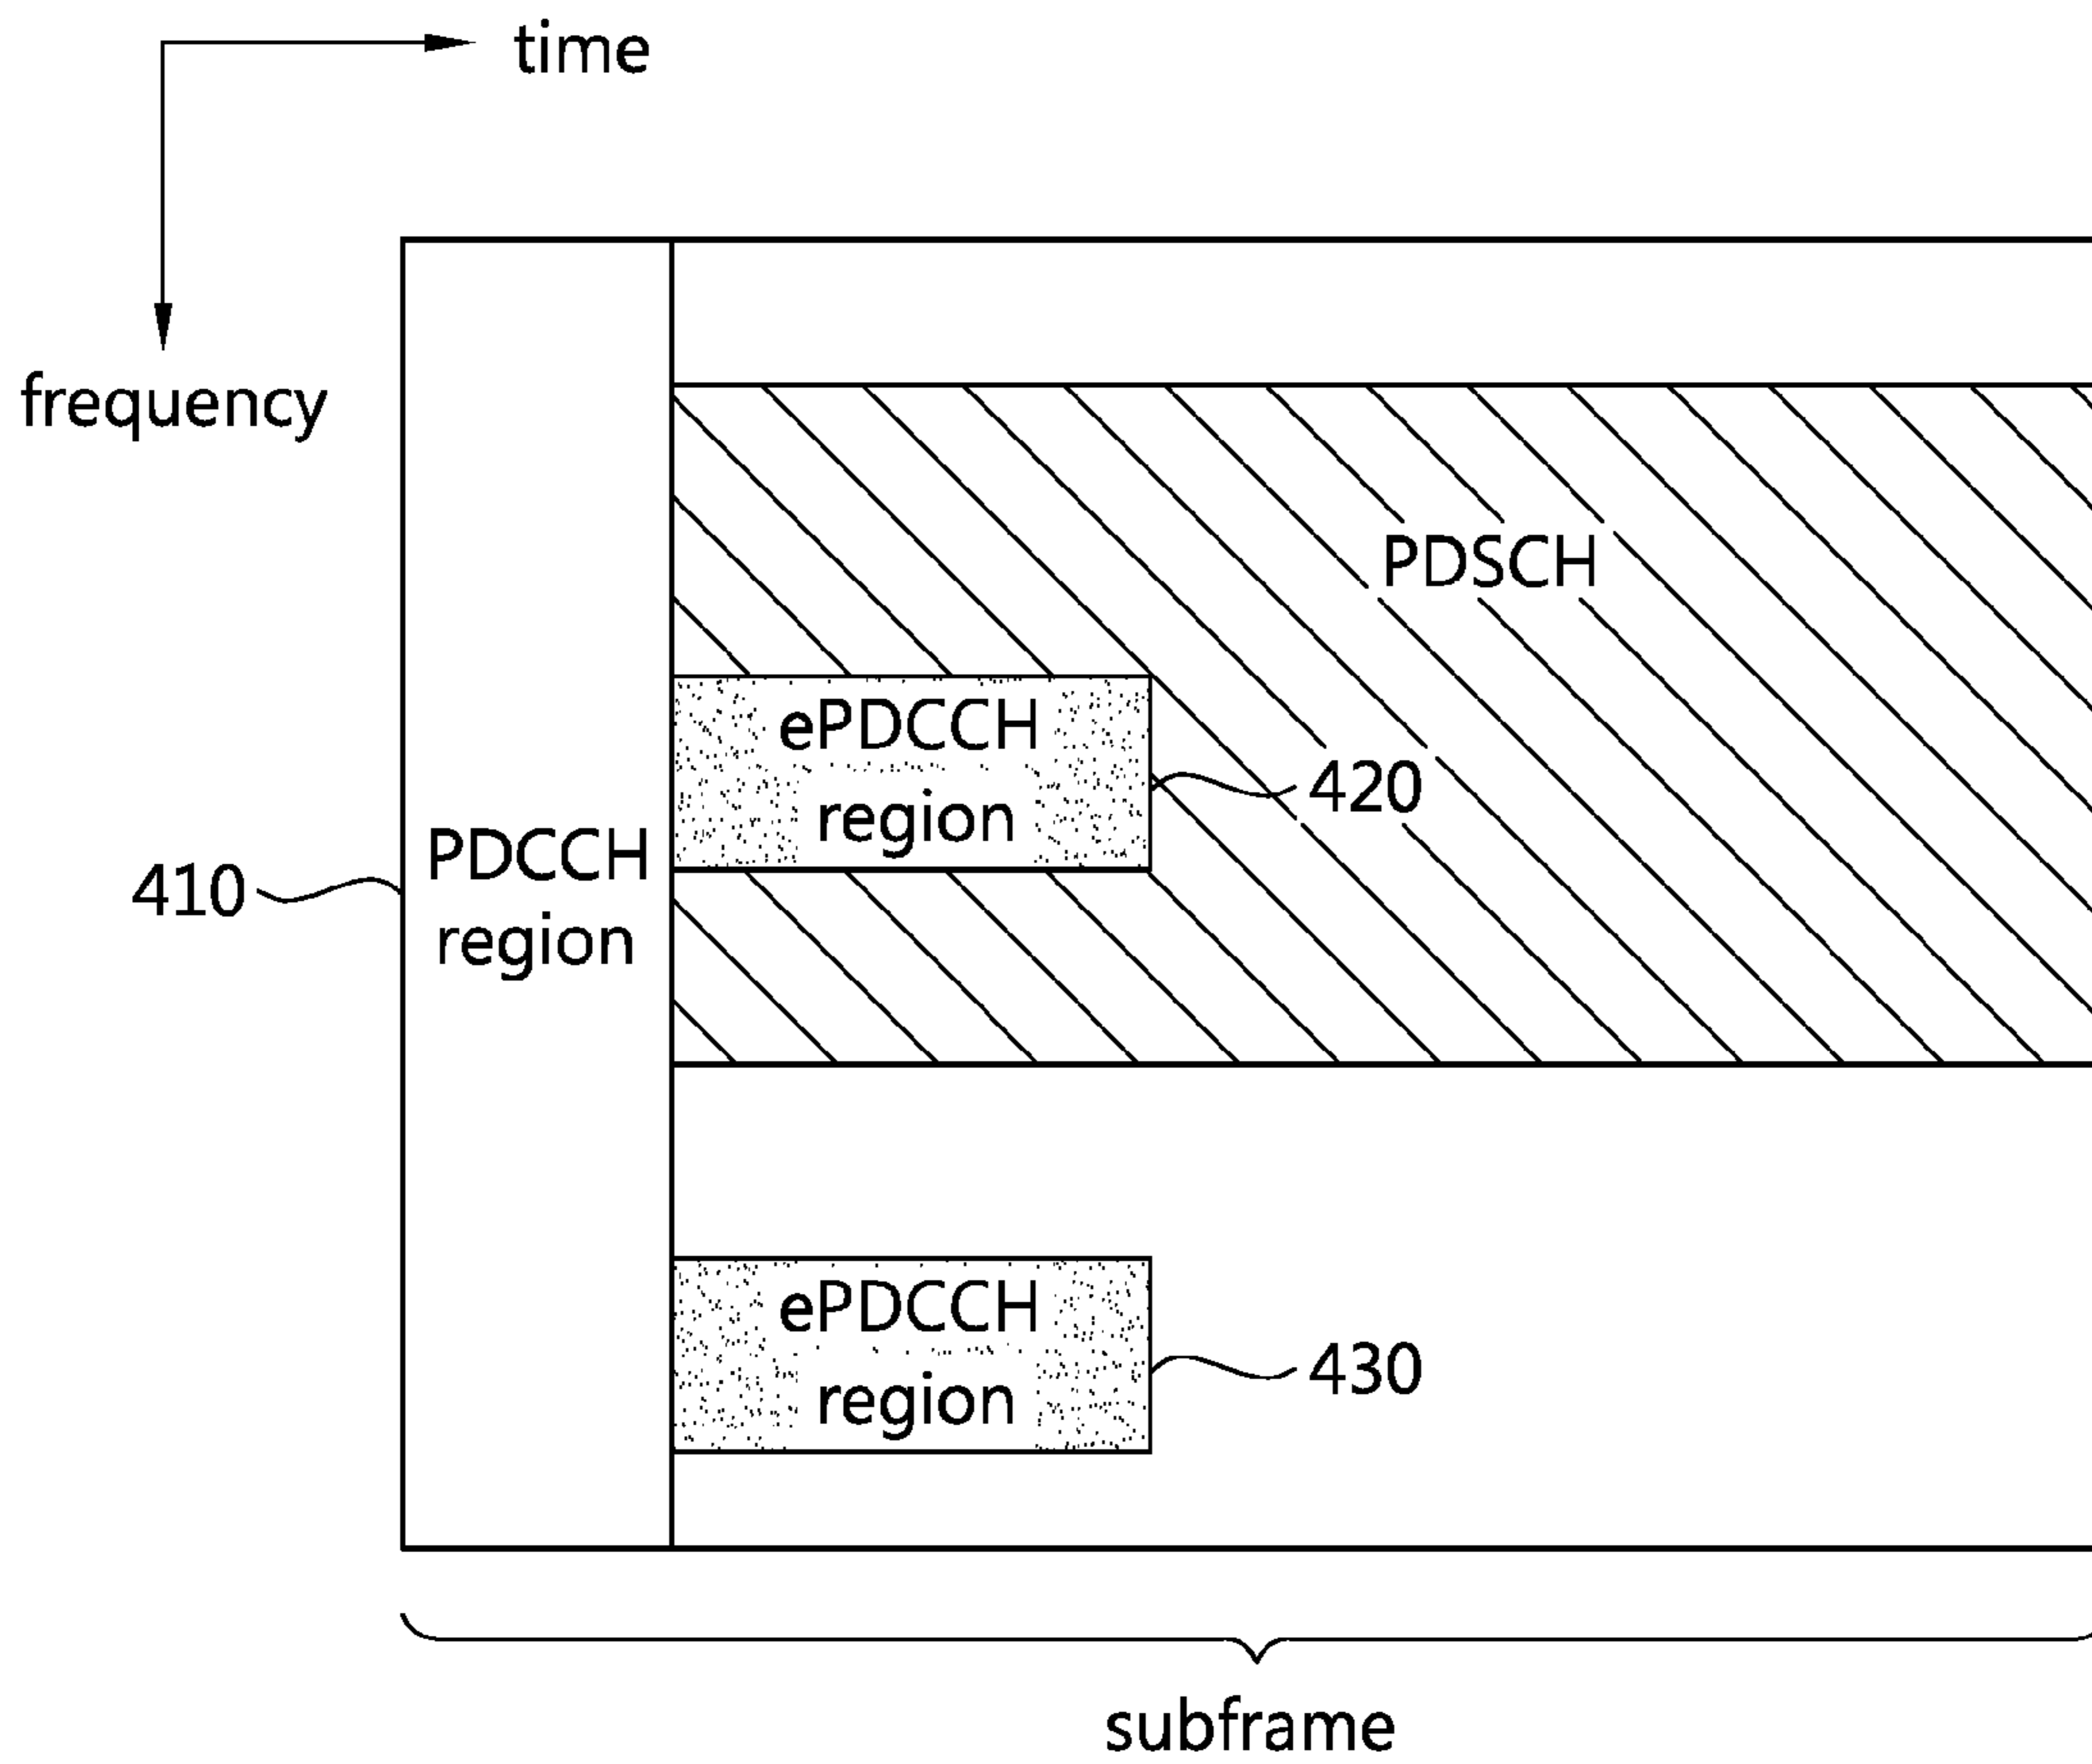 time
frequency
PDSCH
ePDCCH
region
420
PDCCH
region
410
ePDCCH
region
430
subframe